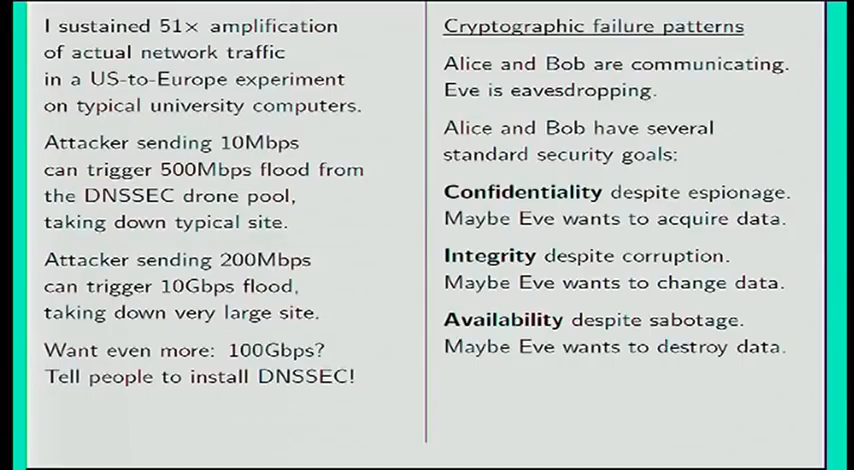 I sustained 51× amplification
of actual network traffic
in a US-to-Europe experiment
on typical university computers.
Attacker sending 10Mbps
can trigger 500Mbps flood from
the DNSSEC drone pool,
taking down typical site.
Attacker sending 200Mbps
can trigger 10Gbps flood,
taking down very large site.
Want even more: 100Gbps?
Tell people to install DNSSEC!
Cryptographic failure patterns
Alice and Bob are communicating.
Eve is eavesdropping.
Alice and Bob have several
standard security goals:
Confidentiality despite espionage.
Maybe Eve wants to acquire data.
Integrity despite corruption.
Maybe Eve wants to change data.
Availability despite sabotage.
Maybe Eve wants to destroy data.